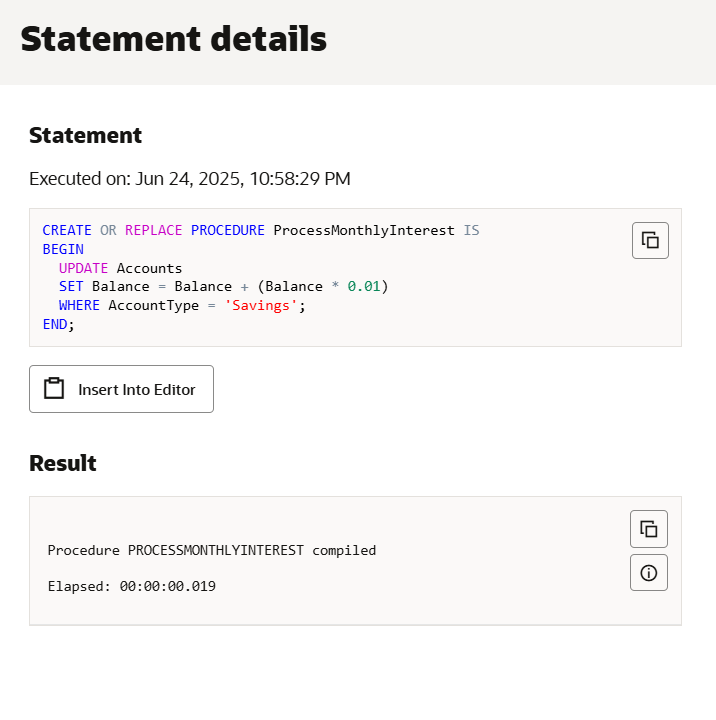 Statement details
Statement
Executed on: Jun 24, 2025, 10:58:29 PM
CREATE OR REPLACE PROCEDURE ProcessMonthlyInterest IS
BEGIN
  UPDATE Accounts
  SET Balance = Balance + (Balance * 0.01)
  WHERE AccountType = 'Savings';
END;
Insert Into Editor
Result
Procedure PROCESSMONTHLYINTEREST compiled
Elapsed: 00:00:00.019